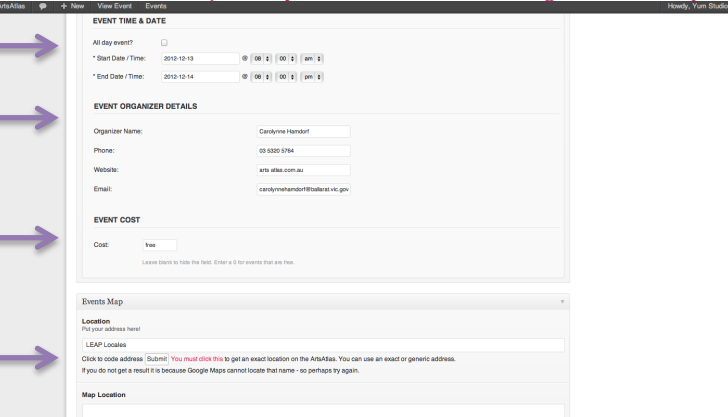 ArtsAtlas + New View Event Events Howdy, Yum Studio
EVENT TIME & DATE
All day event?
* Start Date / Time: 2012-12-13 @ 08 00 am
* End Date / Time: 2012-12-14 @ 08 00 pm
EVENT ORGANIZER DETAILS
Organizer Name: Carolynne Hamdorf
Phone: 03 5320 5764
Website: arts atlas.com.au
Email: carolynnehamdorf@ballarat.vic.gov
EVENT COST
Cost: free
Leave blank to hide the field. Enter a 0 for events that are free.
Events Map
Location
Put your address here!
LEAP Locales
Click to code address Submit You must click this to get an exact location on the ArtsAtlas. You can use an exact or generic address.
If you do not get a result it is because Google Maps cannot locate that name - so perhaps try again.
Map Location